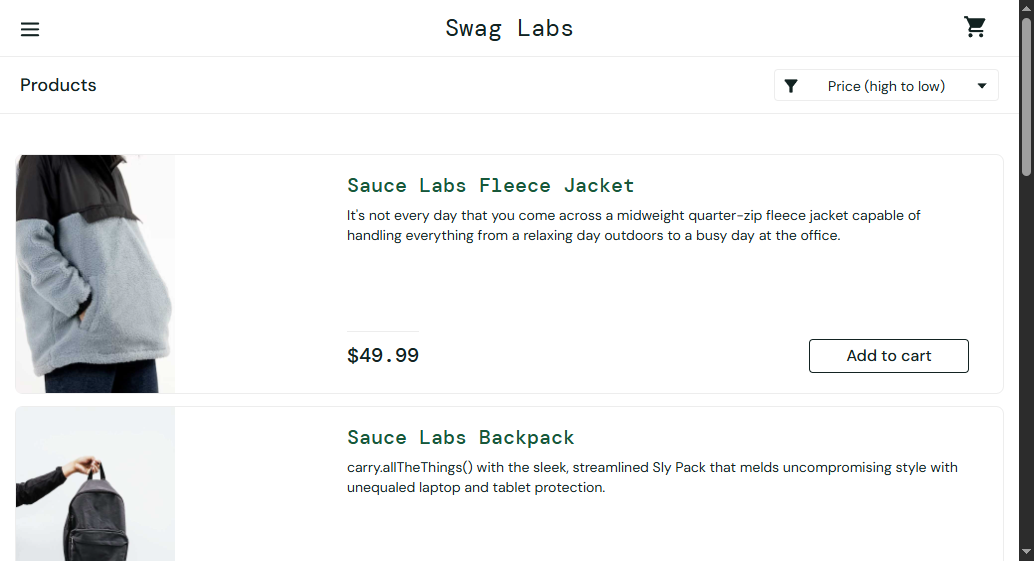 Swag Labs
Products
Price (high to low)
Sauce Labs Fleece Jacket
It's not every day that you come across a midweight quarter-zip fleece jacket capable of
handling everything from a relaxing day outdoors to a busy day at the office.
$49.99
Add to cart
Sauce Labs Backpack
carry.allTheThings() with the sleek, streamlined Sly Pack that melds uncompromising style with
unequaled laptop and tablet protection.